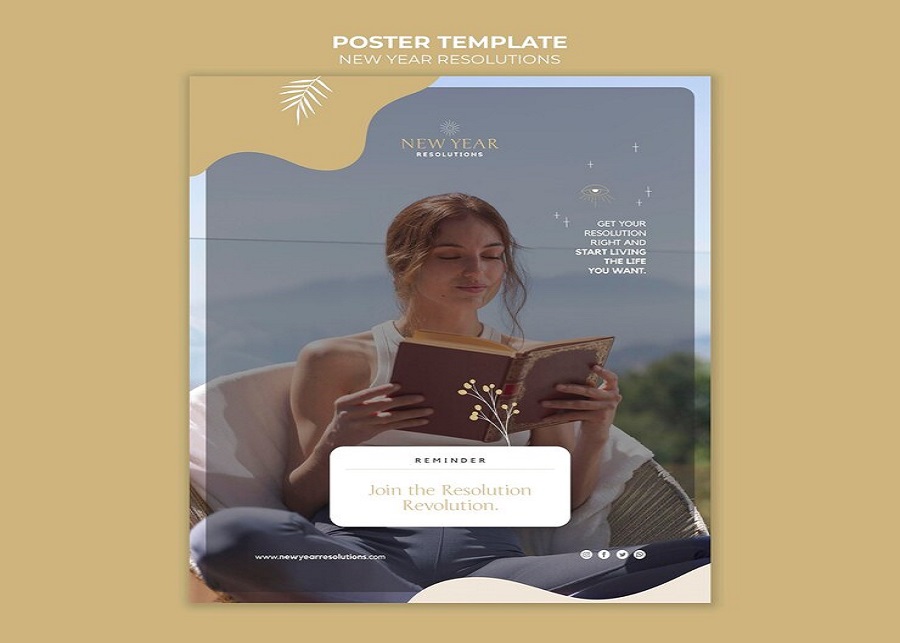 POSTER TEMPLATE
NEW YEAR RESOLUTIONS
NEW YEAR
RESOLUTIONS
GET YOUR
RESOLUTION
RIGHT AND
START LIVING
THE LIFE
YOU WANT.
REMINDER
Join the Resolution
Revolution.
www.newyearresolutions.com